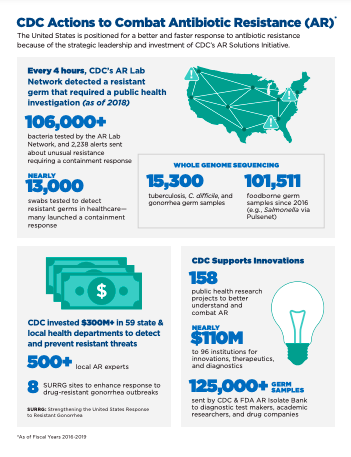 CDC Actions to Combat Antibiotic Resistance (AR)*
The United States is positioned for a better and faster response to antibiotic resistance
because of the strategic leadership and investment of CDC's AR Solutions Initiative.
Every 4 hours, CDC's AR Lab
Network detected a resistant
germ that required a public health
investigation (as of 2018)
106,000+
bacteria tested by the AR Lab
Network, and 2,238 alerts sent
about unusual resistance
requiring a containment response
NEARLY
13,000
swabs tested to detect
resistant germs in healthcare—
many launched a containment
response
WHOLE GENOME SEQUENCING
15,300
tuberculosis, C. difficile, and
gonorrhea germ samples
101,511
foodborne germ
samples since 2016
(e.g., Salmonella via
Pulsenet)
$
CDC invested $300M+ in 59 state &
local health departments to detect
and prevent resistant threats
500+ local AR experts
8 SURRG sites to enhance response to
drug-resistant gonorrhea outbreaks
SURRG: Strengthening the United States Response
to Resistant Gonorrhea
CDC Supports Innovations
158
public health research
projects to better
understand and
combat AR
NEARLY
$110M
to 96 institutions for
innovations, therapeutics,
and diagnostics
125,000+ GERM
SAMPLES
sent by CDC & FDA AR Isolate Bank
to diagnostic test makers, academic
researchers, and drug companies
*As of Fiscal Years 2016-2019